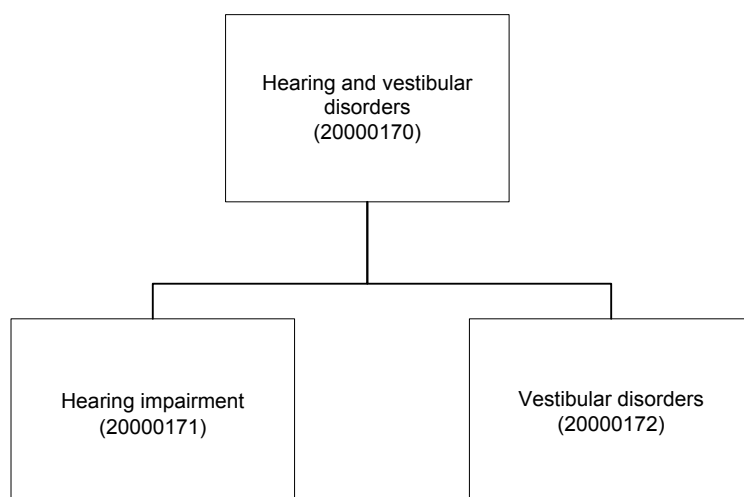 Hearing and vestibular
disorders
(20000170)
Hearing impairment
(20000171)
Vestibular disorders
(20000172)